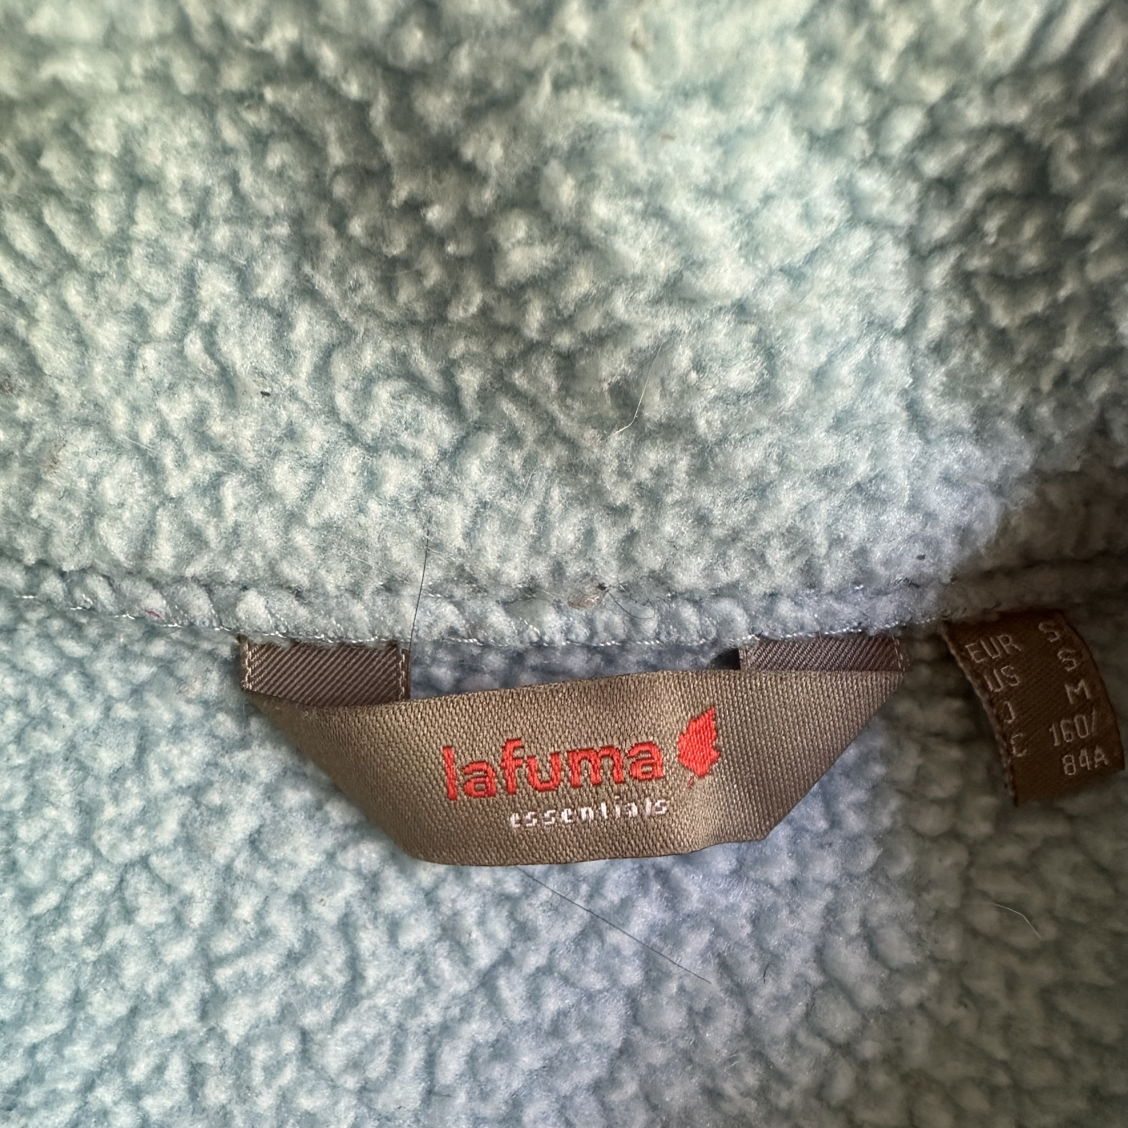 lafuma
essentials
EUR S
US S
J M
C 160/
84A